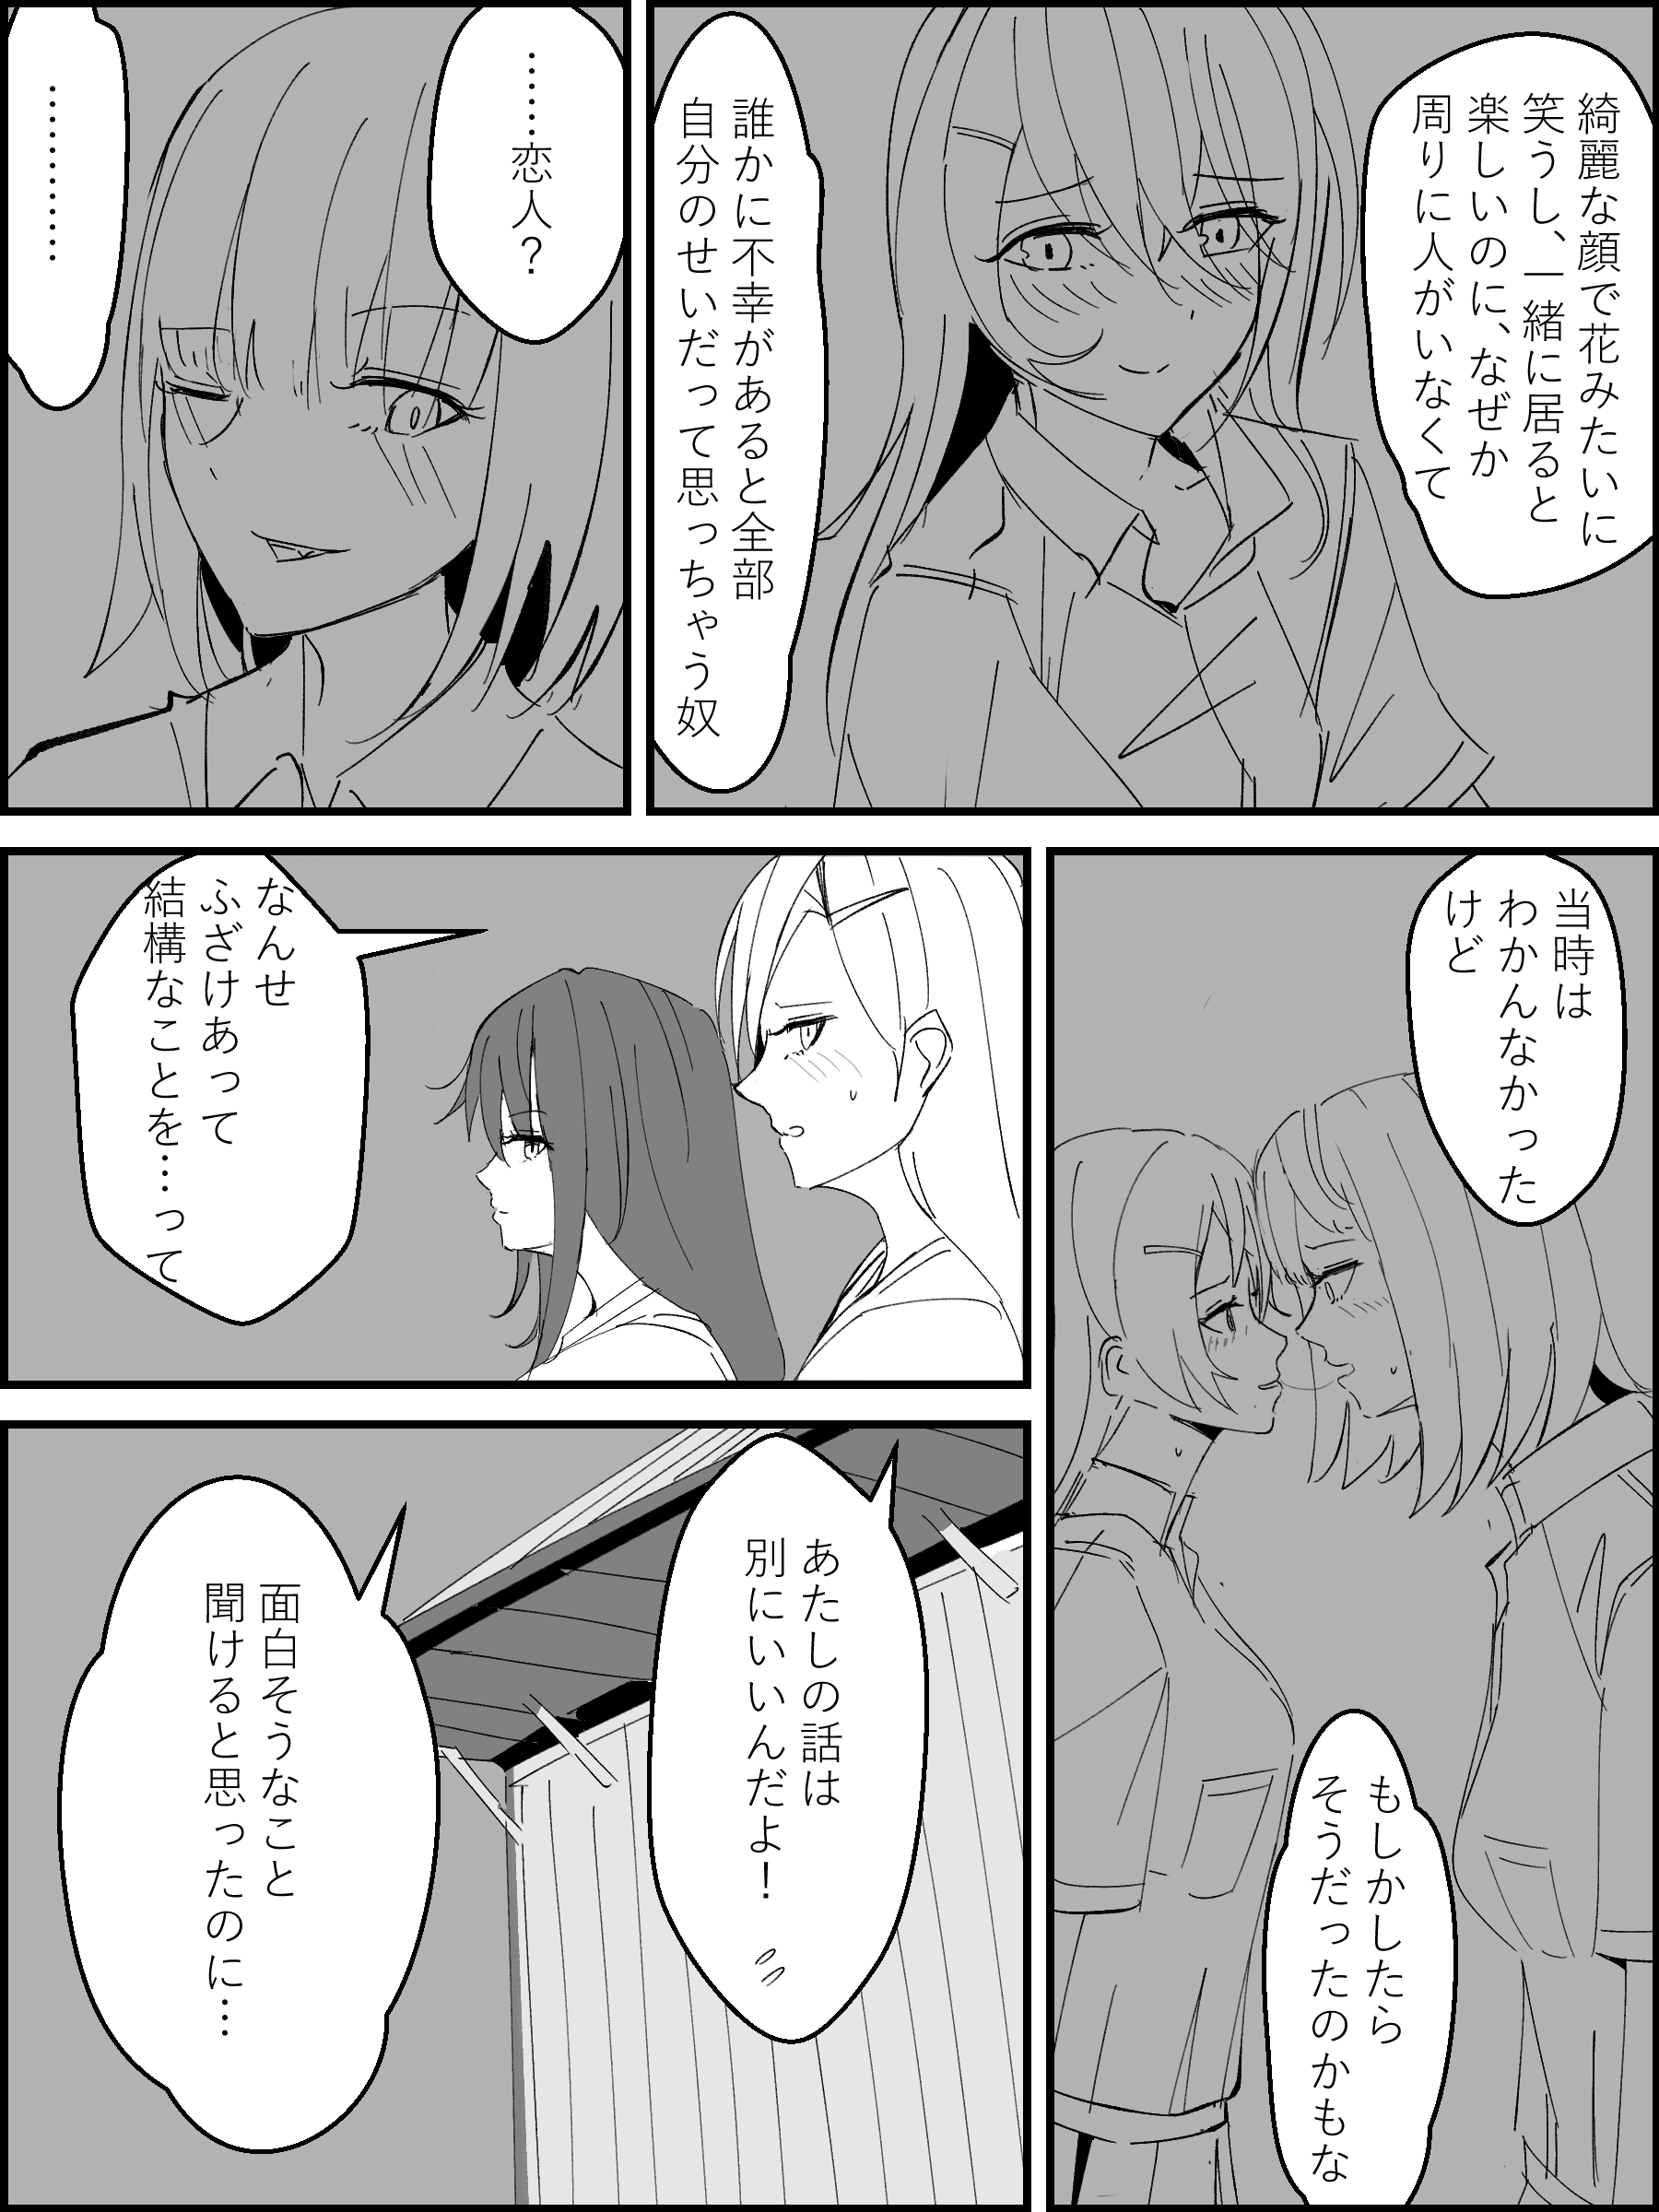 綺麗な顔で花みたいに
笑うし、一緒に居ると
楽しいのに、なぜか
周りに人がいなくて
誰かに不幸があると全部
自分のせいだって思っちゃう奴
……恋人？
…………
当時は
わかんなかった
けど
もしかしたら
そうだったのかもな
なんせ
ふざけあって
結構なことを…って
あたしの話は
別にいいんだよ！
面白そうなこと
聞けると思ったのに…